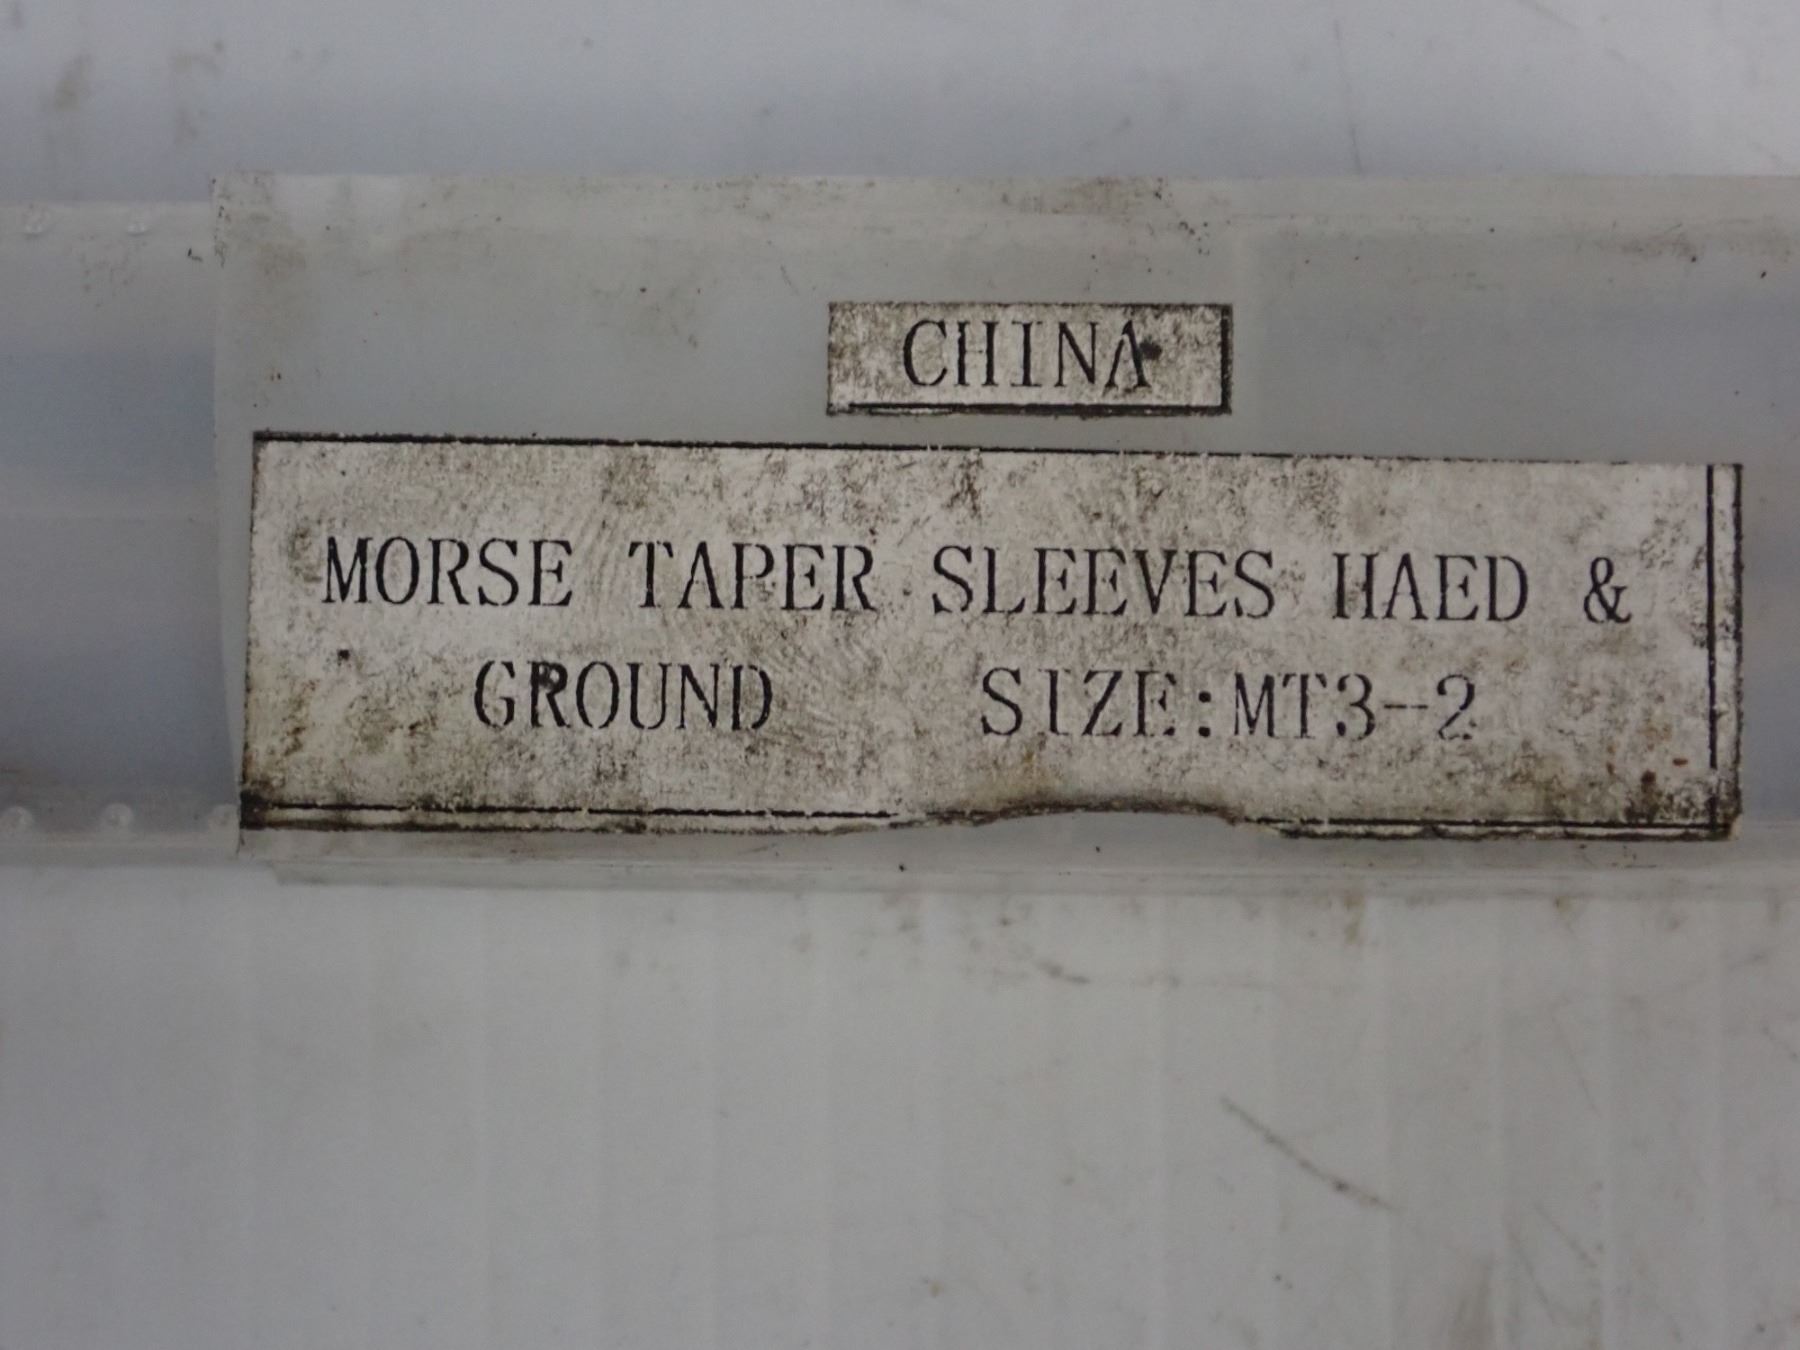 CHINA
MORSE TAPER SLEEVES HAED &
GROUND SIZE:MT3-2